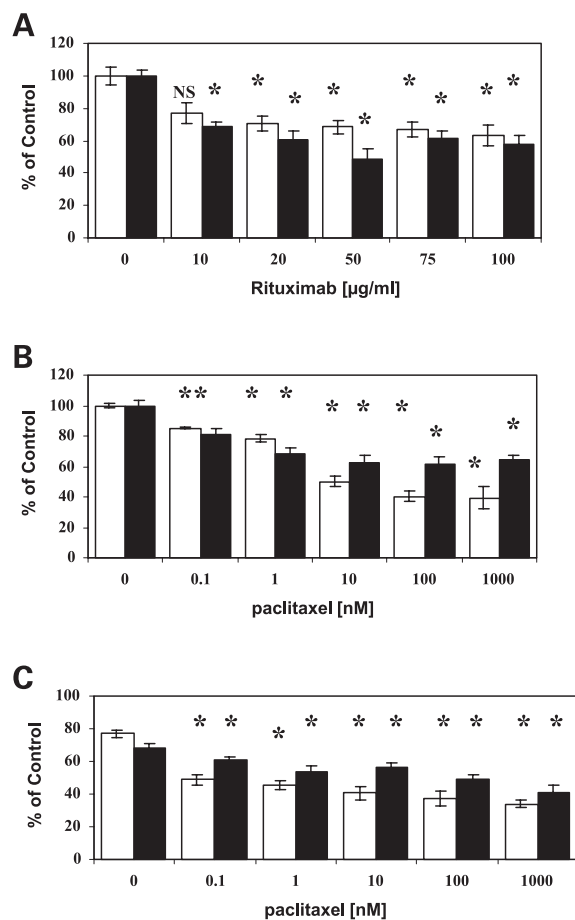 A
120
100
80
60
40
20
0
% of Control
NS * * * * * * * * *
0 10 20 50 75 100
Rituximab [µg/ml]
B
120
100
80
60
40
20
0
% of Control
** * * * * * * * *
0 0.1 1 10 100 1000
paclitaxel [nM]
C
100
80
60
40
20
0
% of Control
* * * * * * * * * *
0 0.1 1 10 100 1000
paclitaxel [nM]